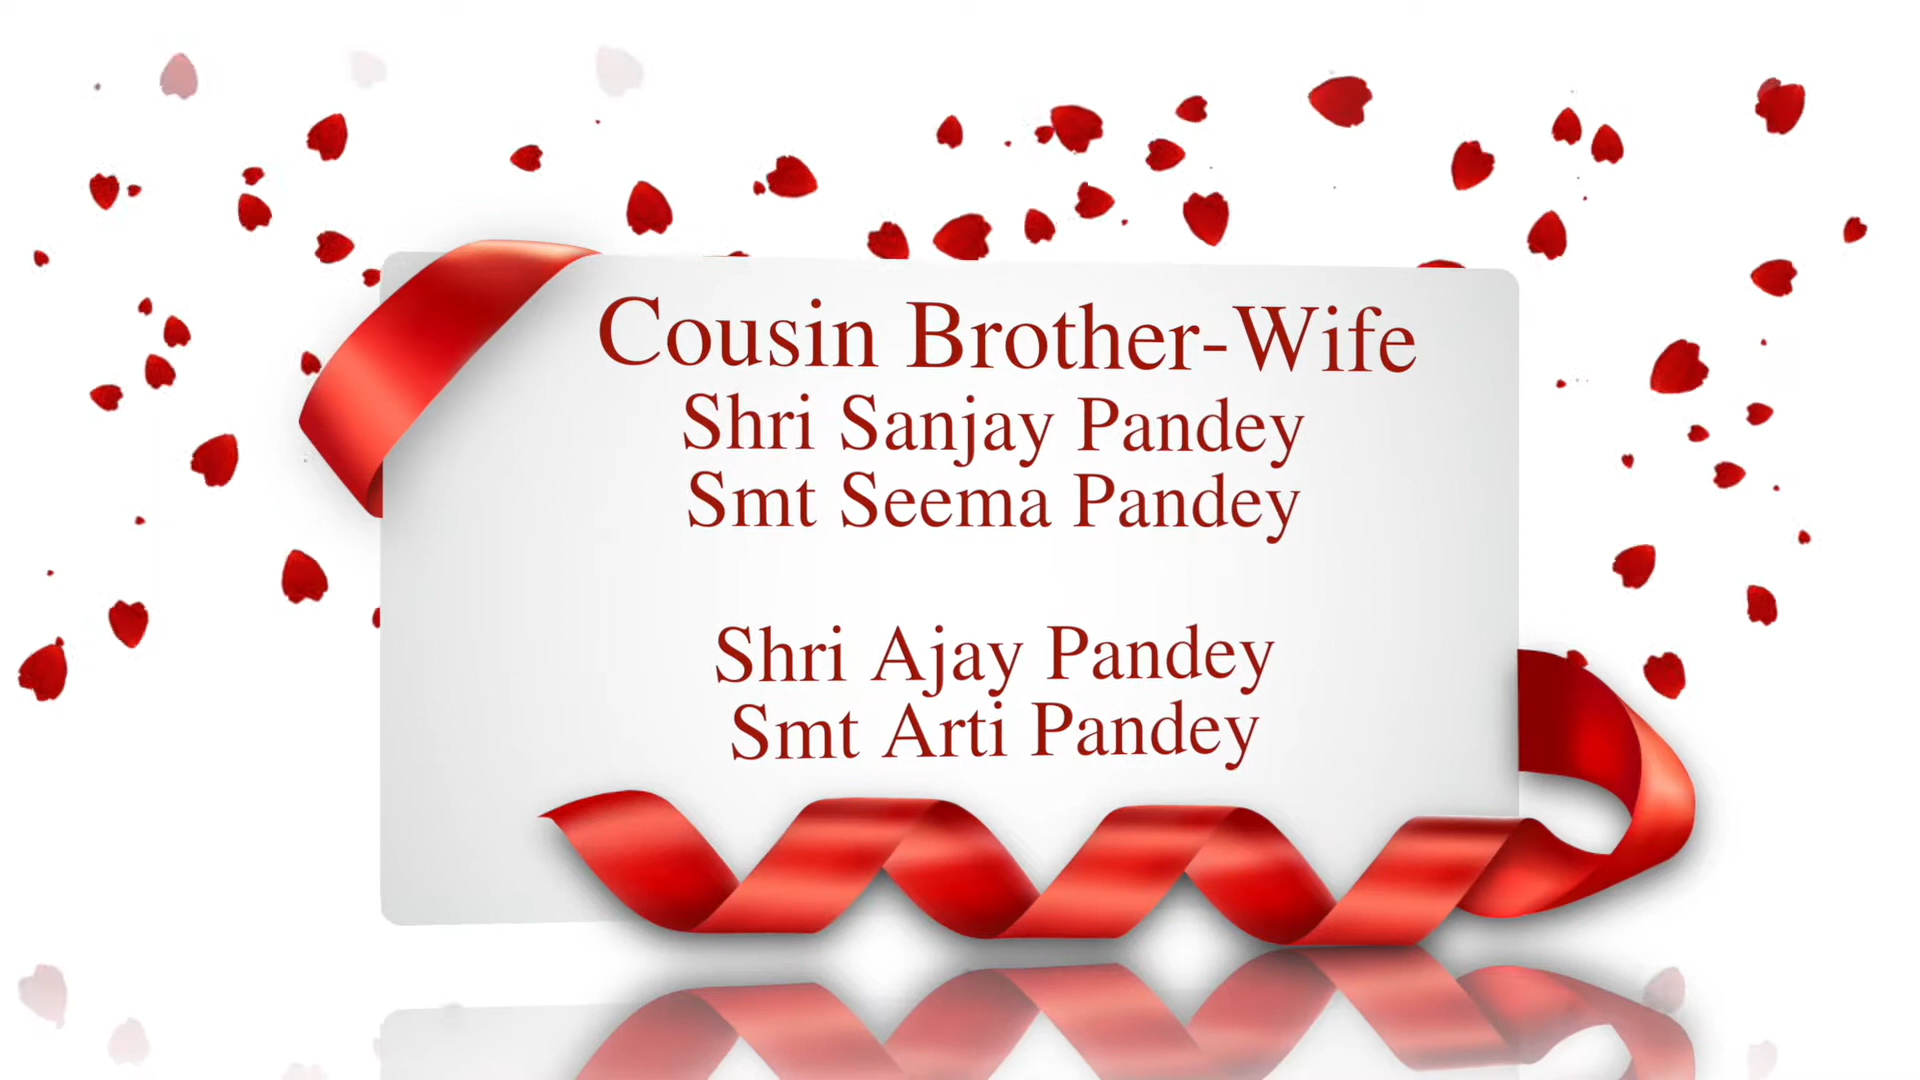 Cousin Brother-Wife
Shri Sanjay Pandey
Smt Seema Pandey
Shri Ajay Pandey
Smt Arti Pandey